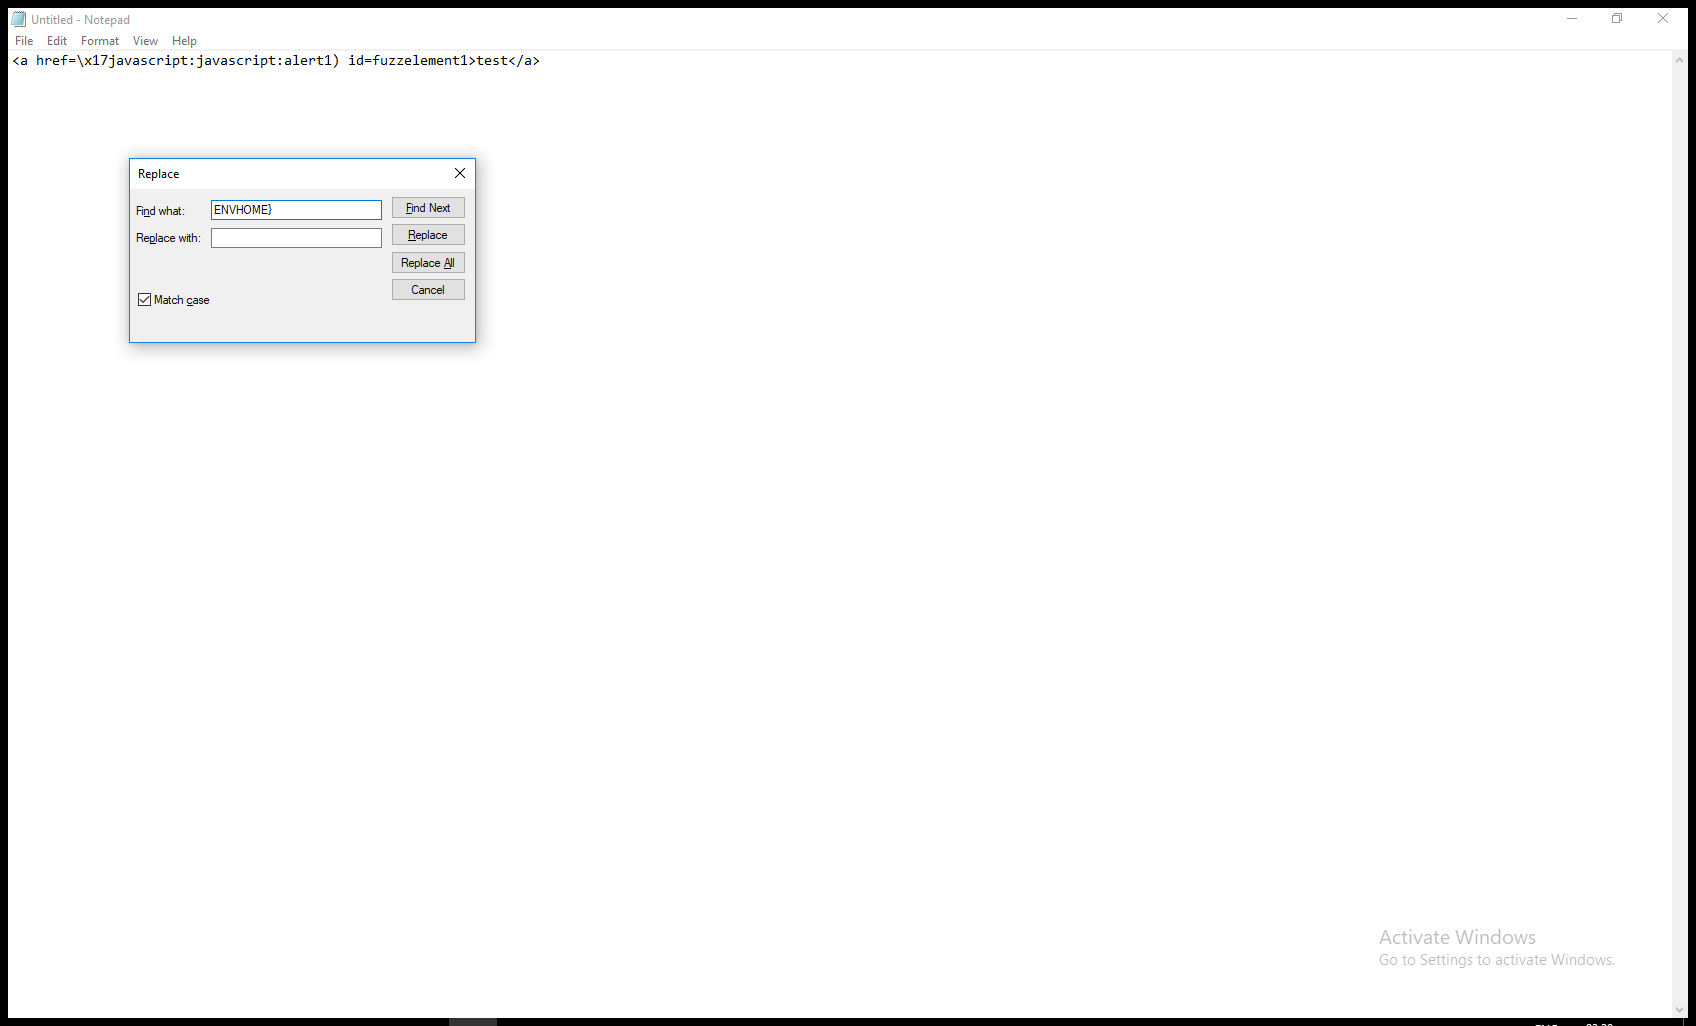 Untitled - Notepad
File Edit Format View Help
<a href=\x17javascript:javascript:alert1) id=fuzzelement1>test</a>
Replace
Find what: ENVHOME} Find Next
Replace with: Replace
Replace All
Cancel
Match case
Activate Windows
Go to Settings to activate Windows.